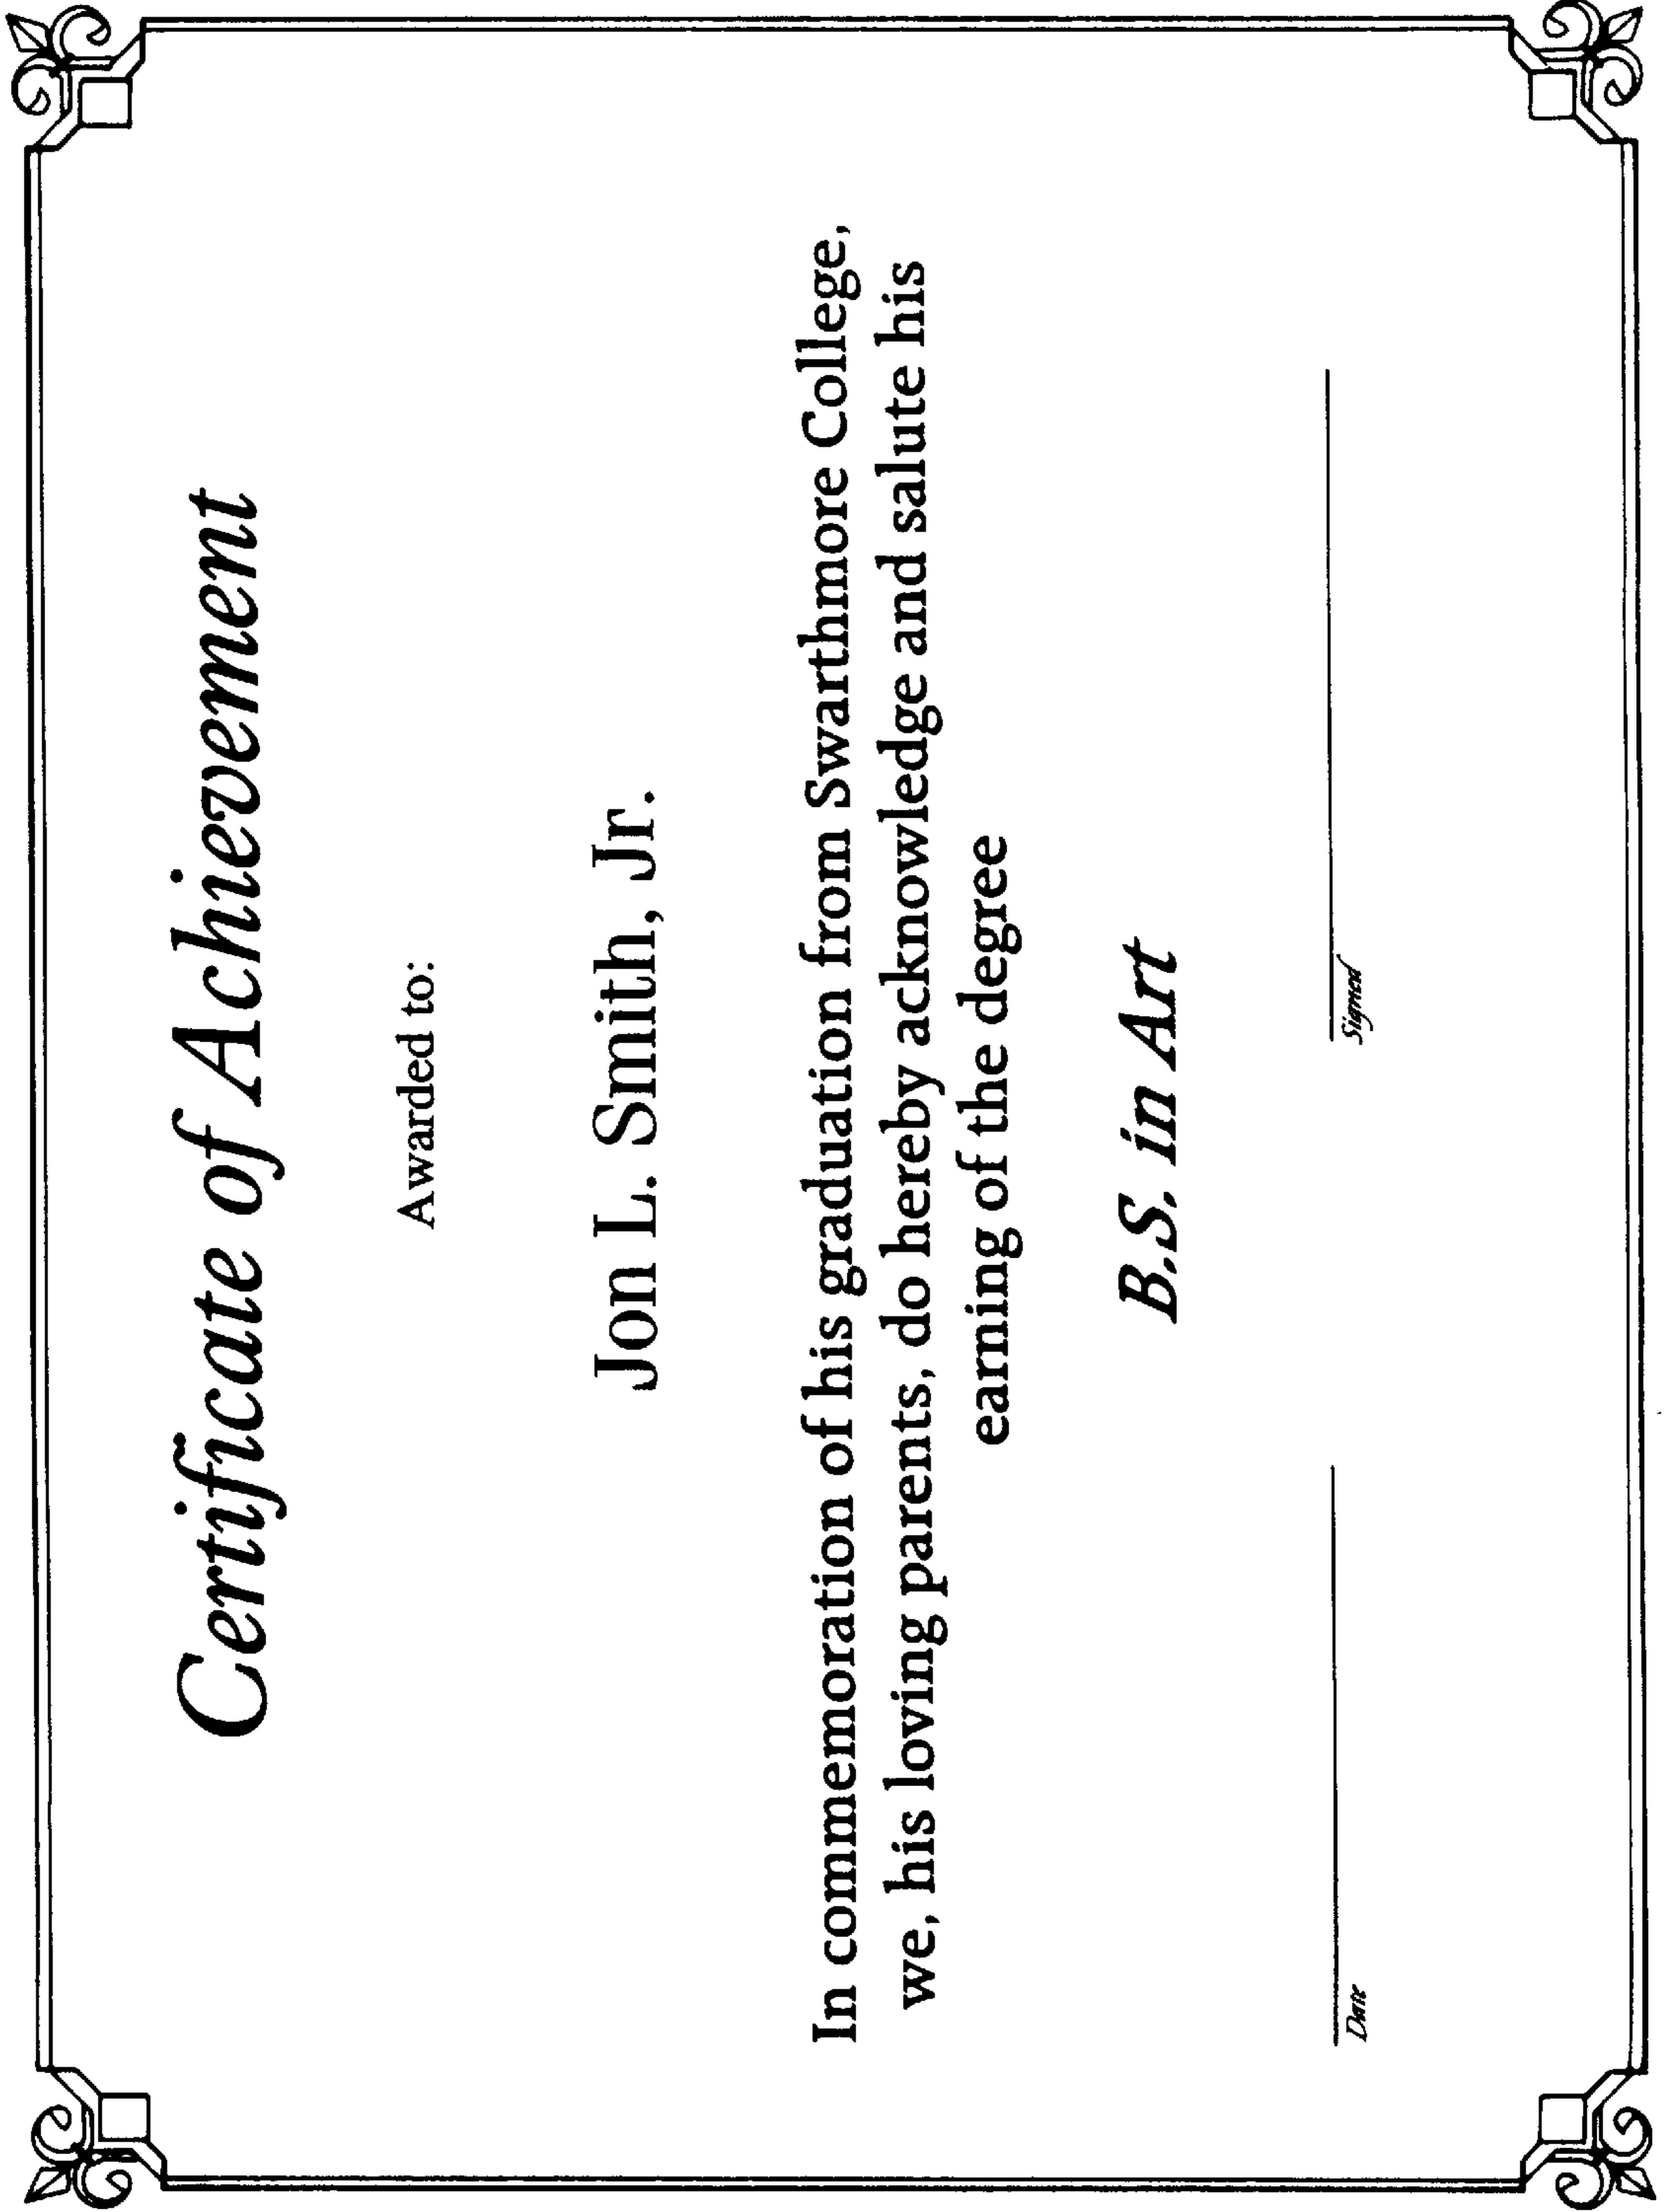 Certificate of Achievement
Awarded to:
Jon L. Smith, Jr.
In commemoration of his graduation from Swarthmore College,
we, his loving parents, do hereby acknowledge and salute his
earning of the degree
B.S. in Art
Date
Signed